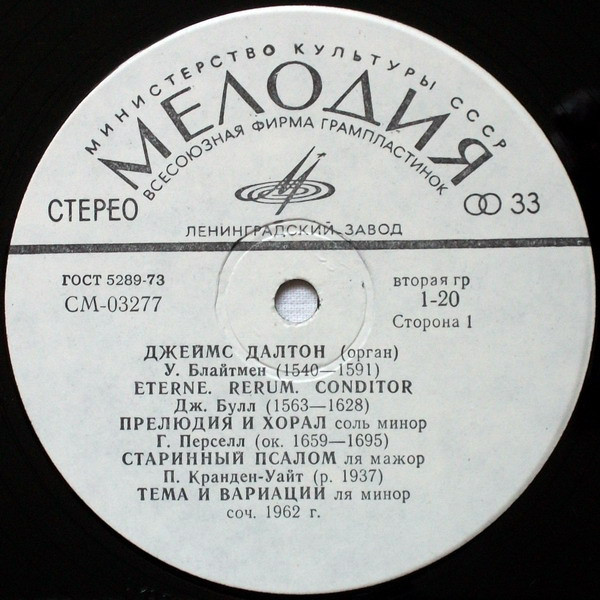 МИНИСТЕРСТВО КУЛЬТУРЫ СССР
МЕЛОДИЯ
ВСЕСОЮЗНАЯ ФИРМА ГРАМПЛАСТИНОК
СТЕРЕО
33
ЛЕНИНГРАДСКИЙ ЗАВОД
ГОСТ 5289-73
СМ-03277
вторая гр
1-20
Сторона 1
ДЖЕЙМС ДАЛТОН (орган)
У. Блайтмен (1540—1591)
ETERNE. RERUM. CONDITOR
Дж. Булл (1563—1628)
ПРЕЛЮДИЯ И ХОРАЛ соль минор
Г. Перселл (ок. 1659—1695)
СТАРИННЫЙ ПСАЛОМ ля мажор
П. Кранден-Уайт (р. 1937)
ТЕМА И ВАРИАЦИИ ля минор
соч. 1962 г.